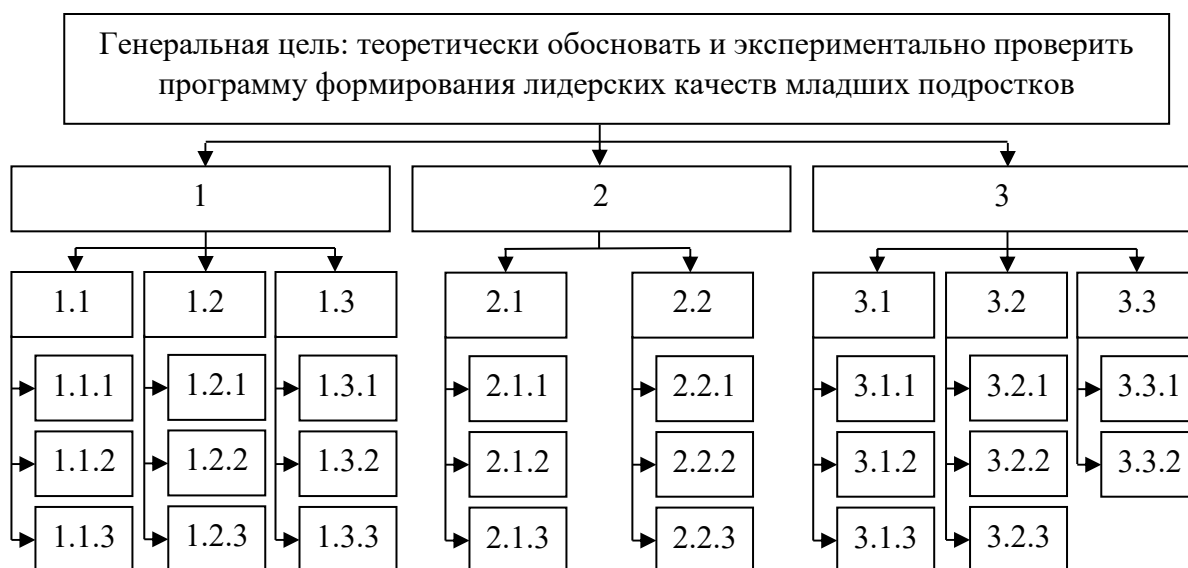 Генеральная цель: теоретически обосновать и экспериментально проверить
программу формирования лидерских качеств младших подростков
1 2 3
1.1 1.2 1.3 2.1 2.2 3.1 3.2 3.3
1.1.1 1.2.1 1.3.1 2.1.1 2.2.1 3.1.1 3.2.1 3.3.1
1.1.2 1.2.2 1.3.2 2.1.2 2.2.2 3.1.2 3.2.2 3.3.2
1.1.3 1.2.3 1.3.3 2.1.3 2.2.3 3.1.3 3.2.3